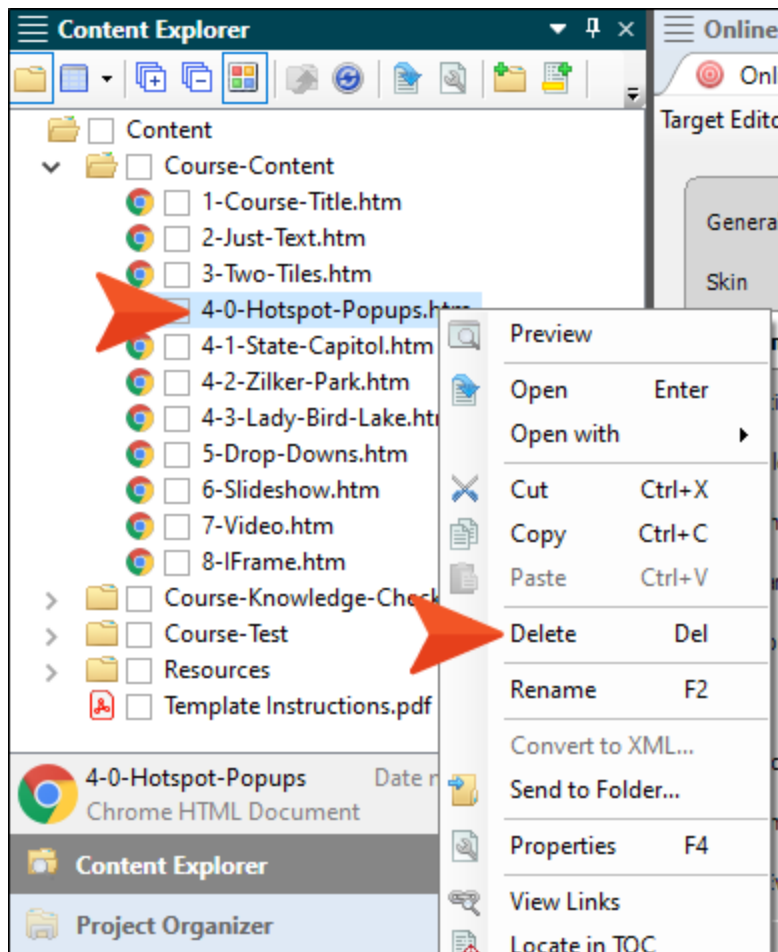 Content Explorer
Online
Onl
Target Edito
Content
Course-Content
1-Course-Title.htm
2-Just-Text.htm
3-Two-Tiles.htm
4-0-Hotspot-Popups.htm
4-1-State-Capitol.htm
4-2-Zilker-Park.htm
4-3-Lady-Bird-Lake.htm
5-Drop-Downs.htm
6-Slideshow.htm
7-Video.htm
8-IFrame.htm
Course-Knowledge-Check
Course-Test
Resources
Template Instructions.pdf
Genera
Skin
Preview
Open Enter
Open with
Cut Ctrl+X
Copy Ctrl+C
Paste Ctrl+V
Delete Del
Rename F2
Convert to XML...
Send to Folder...
Properties F4
View Links
Locate in TOC
4-0-Hotspot-Popups Date
Chrome HTML Document
Content Explorer
Project Organizer